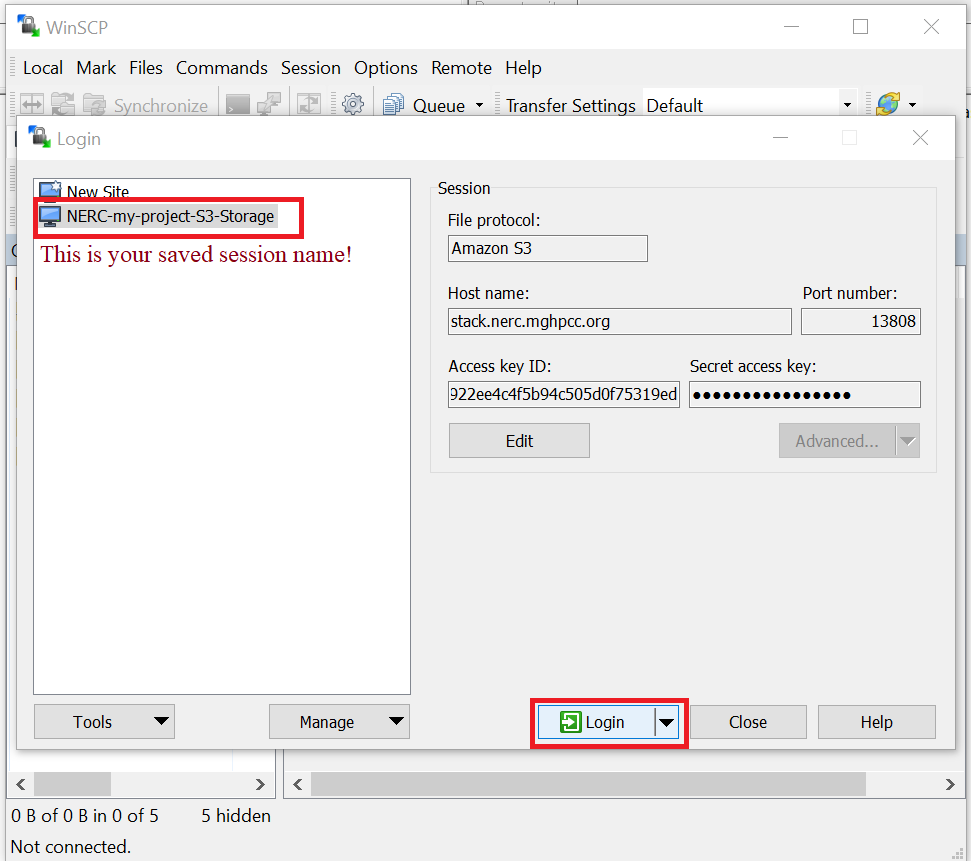 WinSCP
Local Mark Files Commands Session Options Remote Help
Synchronize Queue Transfer Settings Default
Login
New Site
NERC-my-project-S3-Storage
This is your saved session name!
Session
File protocol:
Amazon S3
Host name: Port number:
stack.nerc.mghpcc.org 13808
Access key ID: Secret access key:
922ee4c4f5b94c505d0f75319ed ●●●●●●●●●●●●●●●●
Edit Advanced...
Tools Manage Login Close Help
0 B of 0 B in 0 of 5 5 hidden
Not connected.